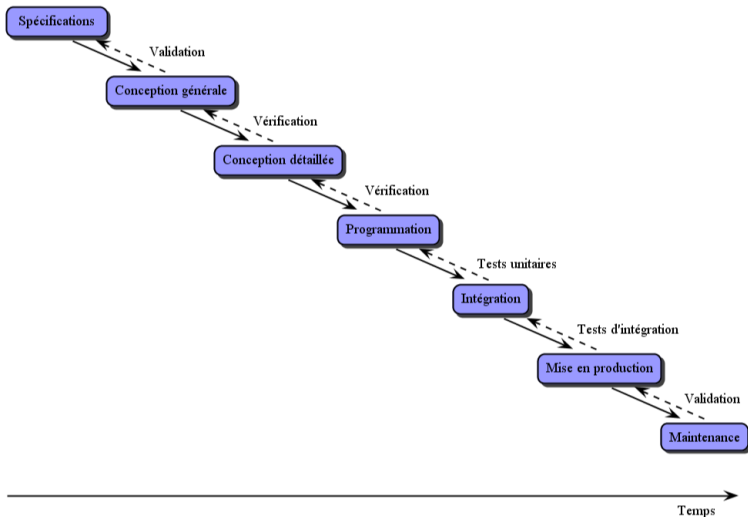 Spécifications
Validation
Conception générale
Vérification
Conception détaillée
Vérification
Programmation
Tests unitaires
Intégration
Tests d'intégration
Mise en production
Validation
Maintenance
Temps